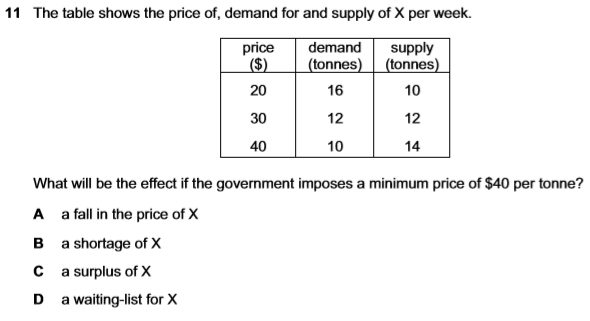 11 The table shows the price of, demand for and supply of X per week.
price ($) demand (tonnes) supply (tonnes)
20 16 10
30 12 12
40 10 14
What will be the effect if the government imposes a minimum price of $40 per tonne?
A a fall in the price of X
B a shortage of X
C a surplus of X
D a waiting-list for X